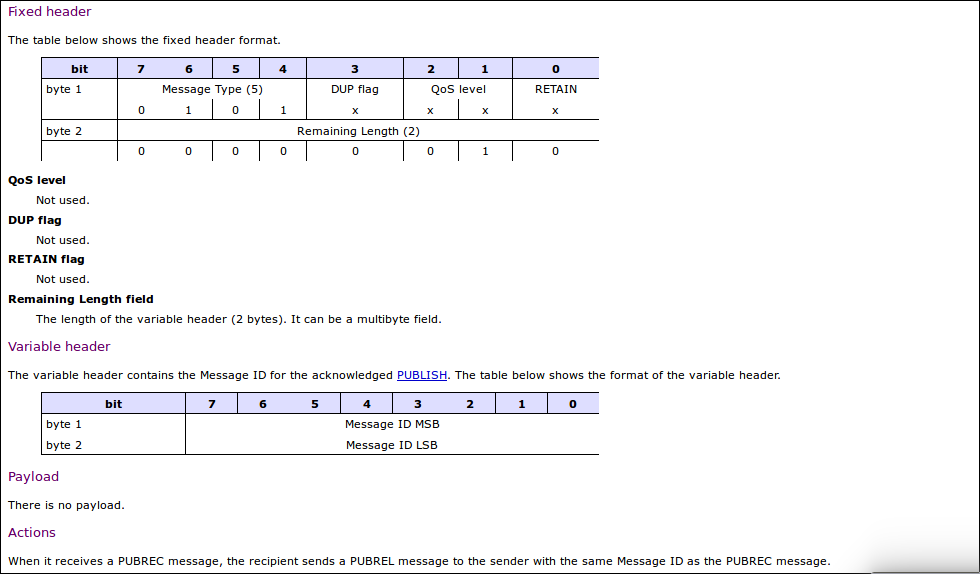 Fixed header
The table below shows the fixed header format.
bit 7 6 5 4 3 2 1 0
byte 1 Message Type (5) DUP flag QoS level RETAIN
0 1 0 1 x x x x
byte 2 Remaining Length (2)
0 0 0 0 0 0 1 0
QoS level
Not used.
DUP flag
Not used.
RETAIN flag
Not used.
Remaining Length field
The length of the variable header (2 bytes). It can be a multibyte field.
Variable header
The variable header contains the Message ID for the acknowledged PUBLISH. The table below shows the format of the variable header.
bit 7 6 5 4 3 2 1 0
byte 1 Message ID MSB
byte 2 Message ID LSB
Payload
There is no payload.
Actions
When it receives a PUBREC message, the recipient sends a PUBREL message to the sender with the same Message ID as the PUBREC message.